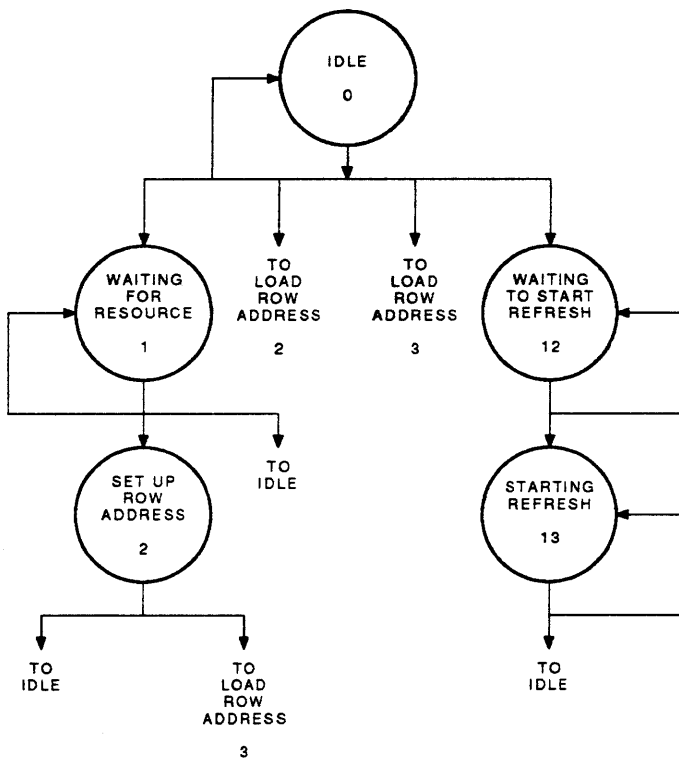 IDLE
0
WAITING
FOR
RESOURCE
1
TO
LOAD
ROW
ADDRESS
2
TO
LOAD
ROW
ADDRESS
3
WAITING
TO START
REFRESH
12
SET UP
ROW
ADDRESS
2
TO
IDLE
STARTING
REFRESH
13
TO
IDLE
TO
LOAD
ROW
ADDRESS
3
TO
IDLE